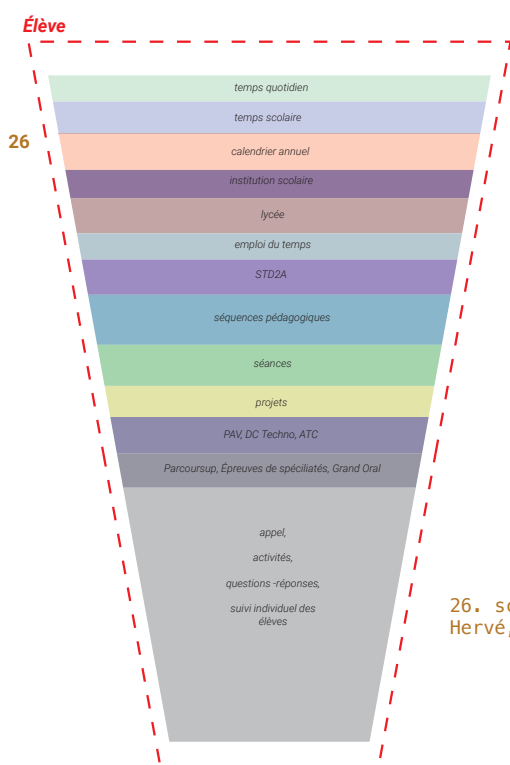 Élève
temps quotidien
temps scolaire
26
calendrier annuel
institution scolaire
lycée
emploi du temps
STD2A
séquences pédagogiques
séances
projets
PAV, DC Techno, ATC
Parcoursup, Épreuves de spéciliatés, Grand Oral
appel,
activités,
questions -réponses,
suivi individuel des
élèves
26. sc
Hervé,